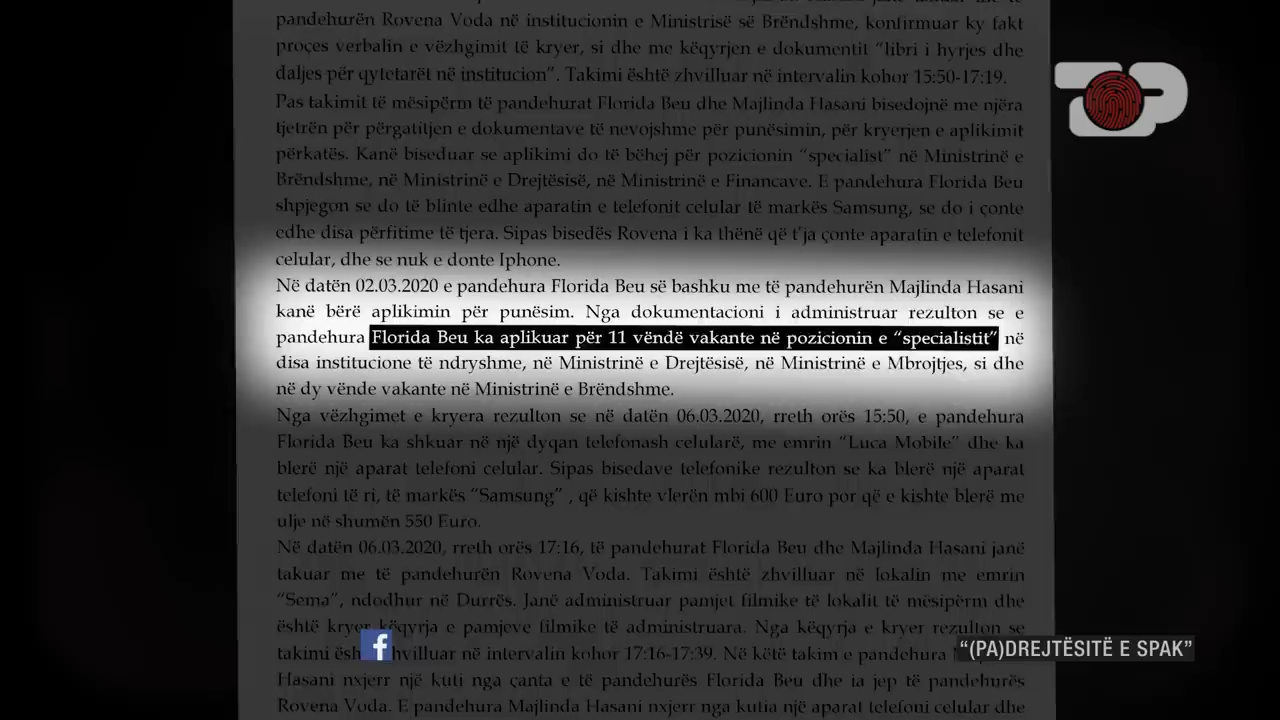 pandehurën Rovena Voda në institucionin e Ministrisë së Brëndshme, konfirmuar ky fakt
proçes verbalin e vëzhgimit të kryer, si dhe me këqyrjen e dokumentit “libri i hyrjes dhe
daljes për qytetarët në institucion”. Takimi është zhvilluar në intervalin kohor 15:50-17:19.
Pas takimit të mësipërm të pandehurat Florida Beu dhe Majlinda Hasani bisedojnë me njëra
tjetrën për përgatitjen e dokumentave të nevojshme për punësimin, për kryerjen e aplikimit
përkatës. Kanë biseduar se aplikimi do të bëhej për pozicionin “specialist” në Ministrinë e
Brëndshme, në Ministrinë e Drejtësisë, në Ministrinë e Financave. E pandehura Florida Beu
shpjegon se do të blinte edhe aparatin e telefonit celular të markës Samsung, se do i çonte
edhe disa përfitime të tjera. Sipas bisedës Rovena i ka thënë që t’ja çonte aparatin e telefonit
celular, dhe se nuk e donte Iphone.
Në datën 02.03.2020 e pandehura Florida Beu së bashku me të pandehurën Majlinda Hasani
kanë bërë aplikimin për punësim. Nga dokumentacioni i administruar rezulton se e
pandehura Florida Beu ka aplikuar për 11 vëndë vakante në pozicionin e “specialistit” në
disa institucione të ndryshme, në Ministrinë e Drejtësisë, në Ministrinë e Mbrojtjes, si dhe
në dy vënde vakante në Ministrinë e Brëndshme.
Nga vëzhgimet e kryera rezulton se në datën 06.03.2020, rreth orës 15:50, e pandehura
Florida Beu ka shkuar në një dyqan telefonash celularë, me emrin “Luca Mobile” dhe ka
blerë një aparat telefoni celular. Sipas bisedave telefonike rezulton se ka blerë një aparat
telefoni të ri, të markës “Samsung” , që kishte vlerën mbi 600 Euro por që e kishte blerë me
ulje në shumën 550 Euro.
Në datën 06.03.2020, rreth orës 17:16, të pandehurat Florida Beu dhe Majlinda Hasani janë
takuar me të pandehurën Rovena Voda. Takimi është zhvilluar në lokalin me emrin
“Sema”, ndodhur në Durrës. Janë administruar pamjet filmike të lokalit të mësipërm dhe
është kryer këqyrja e pamjeve filmike të administruara. Nga këqyrja e kryer rezulton se
takimi ësh zhvilluar në intervalin kohor 17:16-17:39. Në këtë takim e pandehura
Hasani nxjerr një kuti nga çanta e të pandehurës Florida Beu dhe ia jep të pandehurës
Rovena Voda. E pandehura Majlinda Hasani nxjerr nga kutia një aparat telefoni celular dhe
f
“(PA)DREJTËSITË E SPAK”